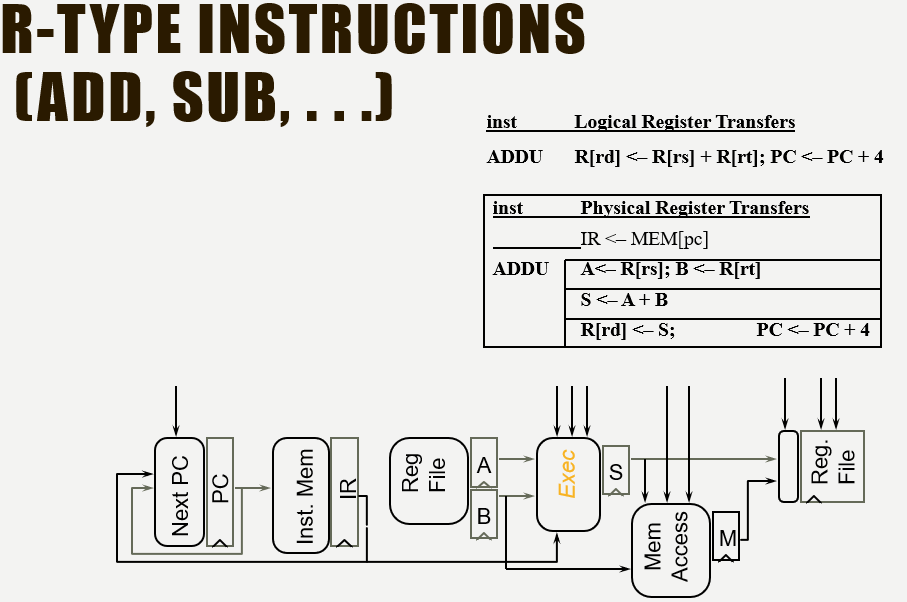 R-TYPE INSTRUCTIONS
(ADD, SUB, . . .)
inst Logical Register Transfers
ADDU R[rd] <– R[rs] + R[rt]; PC <– PC + 4
inst Physical Register Transfers
IR <– MEM[pc]
ADDU A<– R[rs]; B <– R[rt]
S <– A + B
R[rd] <– S; PC <– PC + 4
Next PC
PC
Inst. Mem
IR
Reg
File
A
B
Exec
S
Mem
Access
M
Reg.
File